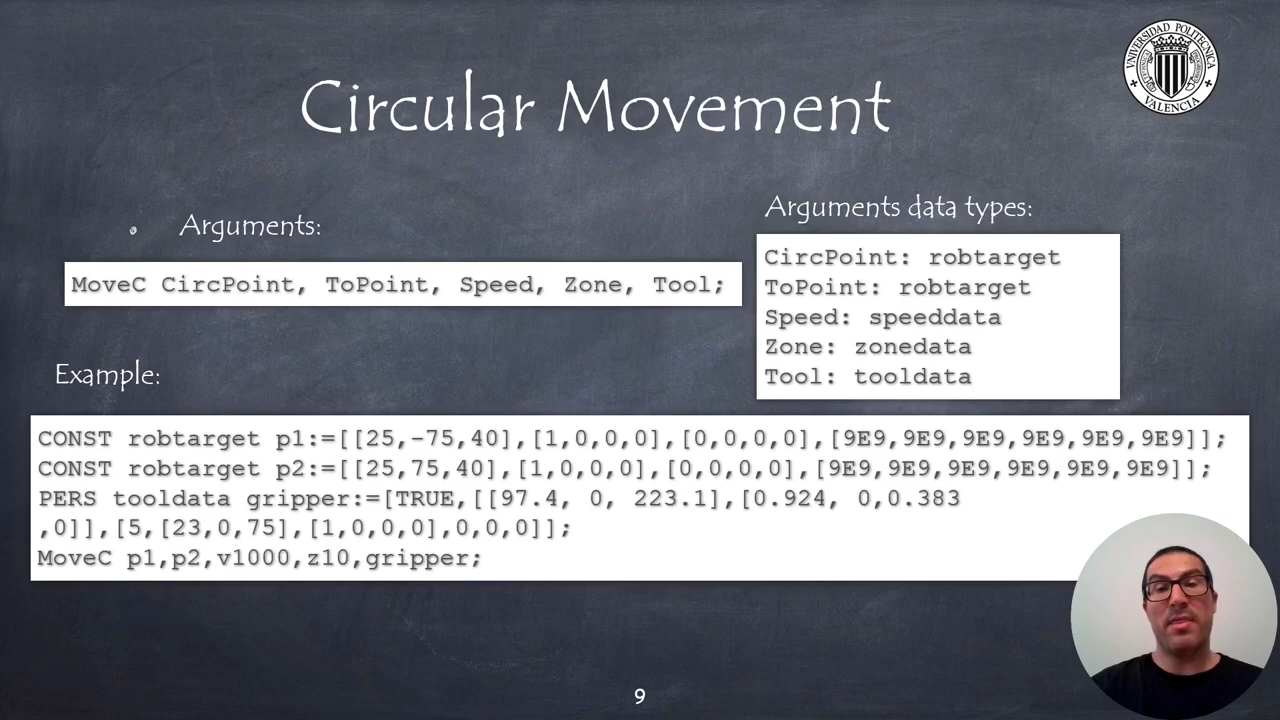 Circular Movement
UNIVERSIDAD POLITECNICA
VALENCIA
Arguments:
MoveC CircPoint, ToPoint, Speed, Zone, Tool;
Arguments data types:
CircPoint: robtarget
ToPoint: robtarget
Speed: speeddata
Zone: zonedata
Tool: tooldata
Example:
CONST robtarget p1:=[[25,-75,40],[1,0,0,0],[0,0,0,0],[9E9,9E9,9E9,9E9,9E9,9E9]];
CONST robtarget p2:=[[25,75,40],[1,0,0,0],[0,0,0,0],[9E9,9E9,9E9,9E9,9E9,9E9]];
PERS tooldata gripper:=[TRUE,[[97.4, 0, 223.1],[0.924, 0,0.383
,0]],[5,[23,0,75],[1,0,0,0],0,0,0]];
MoveC p1,p2,v1000,z10,gripper;
9